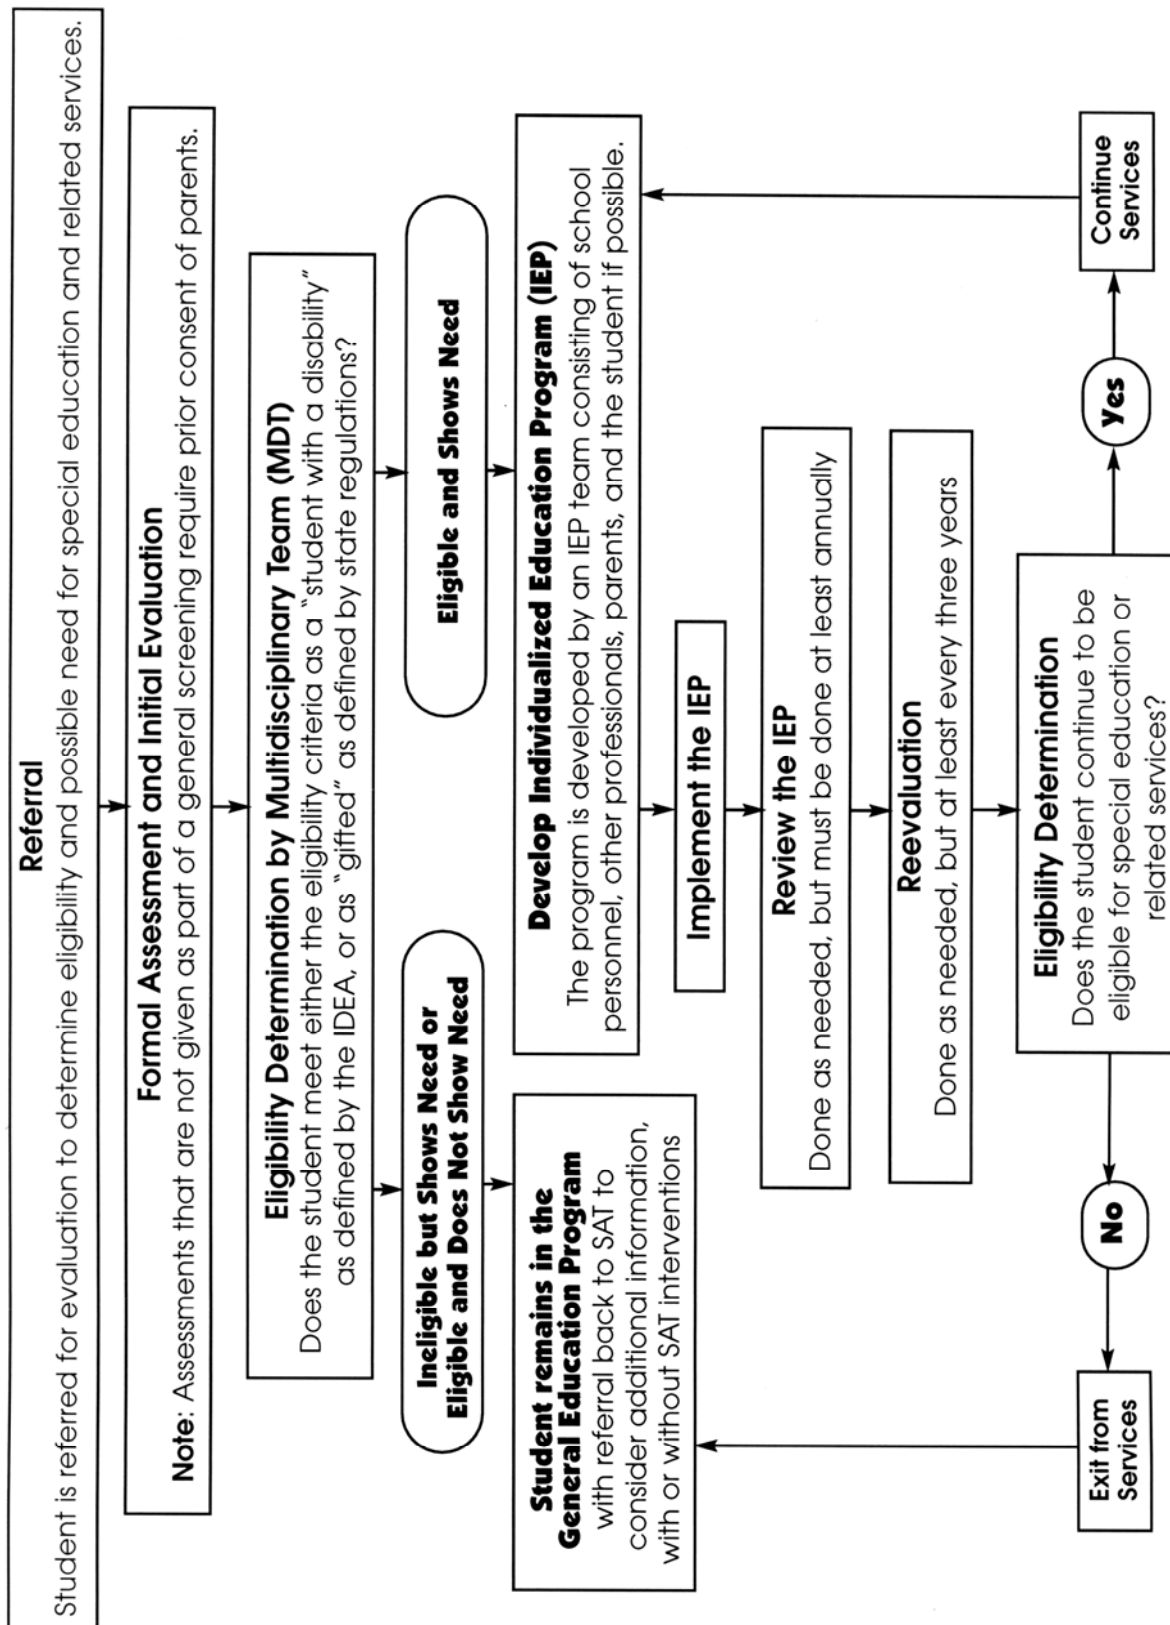 Referral
Student is referred for evaluation to determine eligibility and possible need for special education and related services.
Formal Assessment and Initial Evaluation
Note: Assessments that are not given as part of a general screening require prior consent of parents.
Eligibility Determination by Multidisciplinary Team (MDT)
Does the student meet either the eligibility criteria as a "student with a disability"
as defined by the IDEA, or as "gifted" as defined by state regulations?
Ineligible but Shows Need or
Eligible and Does Not Show Need
Eligible and Shows Need
Student remains in the
General Education Program
with referral back to SAT to
consider additional information,
with or without SAT interventions
Develop Individualized Education Program (IEP)
The program is developed by an IEP team consisting of school
personnel, other professionals, parents, and the student if possible.
Implement the IEP
Review the IEP
Done as needed, but must be done at least annually
Reevaluation
Done as needed, but at least every three years
Eligibility Determination
Does the student continue to be
eligible for special education or
related services?
No
Yes
Exit from
Services
Continue
Services